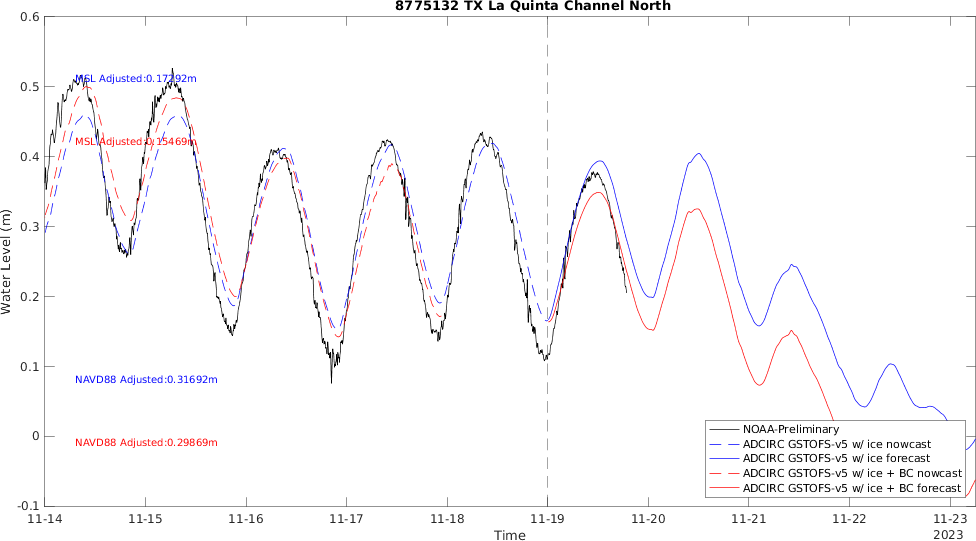 8775132 TX La Quinta Channel North
0.6
0.5
0.4
0.3
0.2
0.1
0
-0.1
Water Level (m)
MSL Adjusted:0.17292m
MSL Adjusted:0.15469m
NAVD88 Adjusted:0.31692m
NAVD88 Adjusted:0.29869m
NOAA-Preliminary
ADCIRC GSTOFS-v5 w/ ice nowcast
ADCIRC GSTOFS-v5 w/ ice forecast
ADCIRC GSTOFS-v5 w/ ice + BC nowcast
ADCIRC GSTOFS-v5 w/ ice + BC forecast
11-14 11-15 11-16 11-17 11-18 11-19 11-20 11-21 11-22 11-23
Time
2023